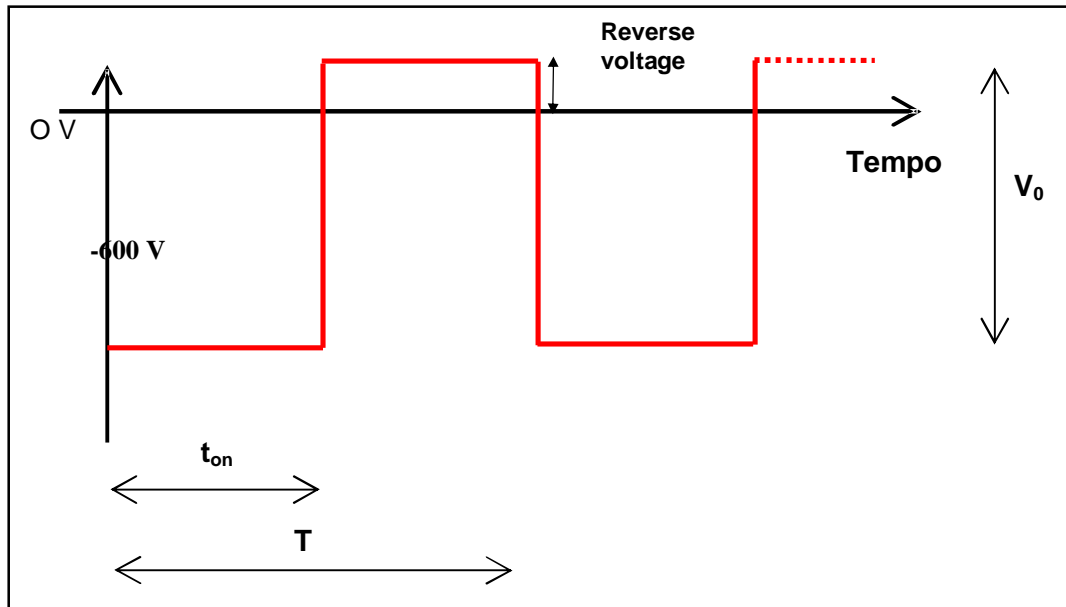 Reverse
voltage
O V
Tempo
V₀
-600 V
tₒₙ
T